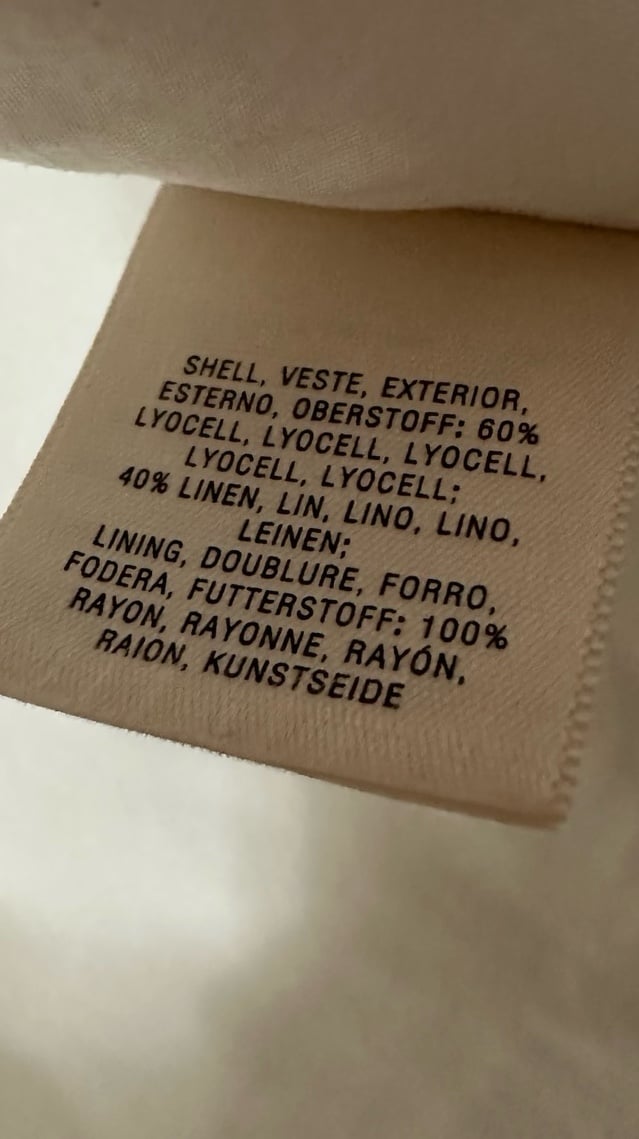 SHELL, VESTE, EXTERIOR,
ESTERNO, OBERSTOFF: 60%
LYOCELL, LYOCELL, LYOCELL,
LYOCELL, LYOCELL;
40% LINEN, LIN, LINO, LINO,
LEINEN;
LINING, DOUBLURE, FORRO,
FODERA, FUTTERSTOFF: 100%
RAYON, RAYONNE, RAYÓN,
RAION, KUNSTSEIDE